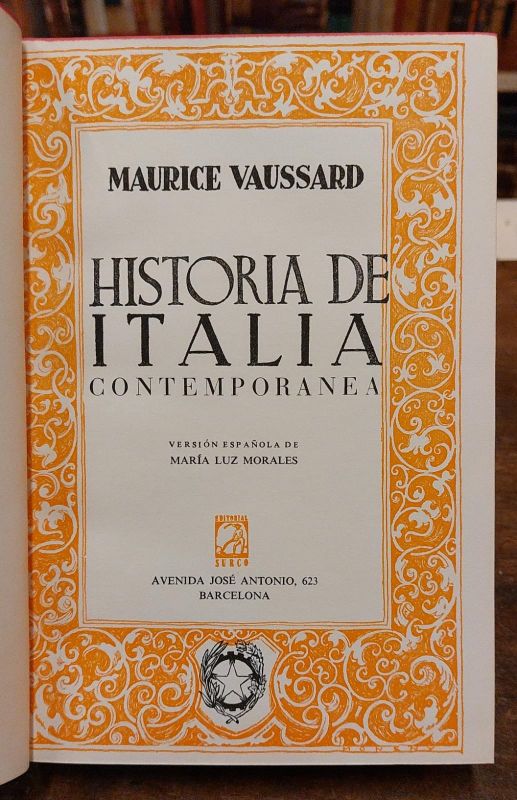 MAURICE VAUSSARD
HISTORIA DE
ITALIA
CONTEMPORANEA
VERSIÓN ESPAÑOLA DE
MARÍA LUZ MORALES
EDITORIAL
SURCO
AVENIDA JOSÉ ANTONIO, 623
BARCELONA